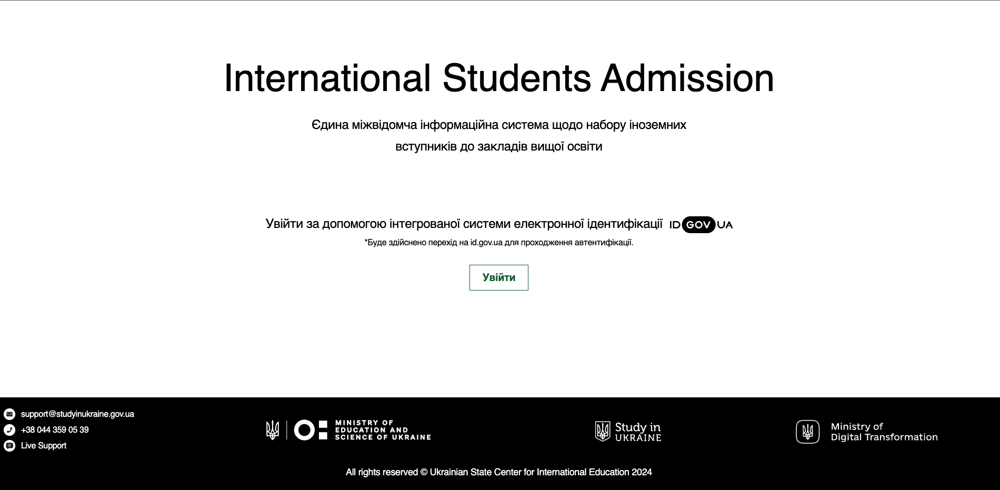 International Students Admission
Єдина міжвідомча інформаційна система щодо набору іноземних
вступників до закладів вищої освіти
Увійти за допомогою інтегрованої системи електронної ідентифікації ID GOV UA
*Буде здійснено перехід на id.gov.ua для проходження автентифікації.
Увійти
support@studyinukraine.gov.ua
+38 044 359 05 39
Live Support
MINISTRY OF
EDUCATION AND
SCIENCE OF UKRAINE
Study in
UKRAINE
Ministry of
Digital Transformation
All rights reserved © Ukrainian State Center for International Education 2024